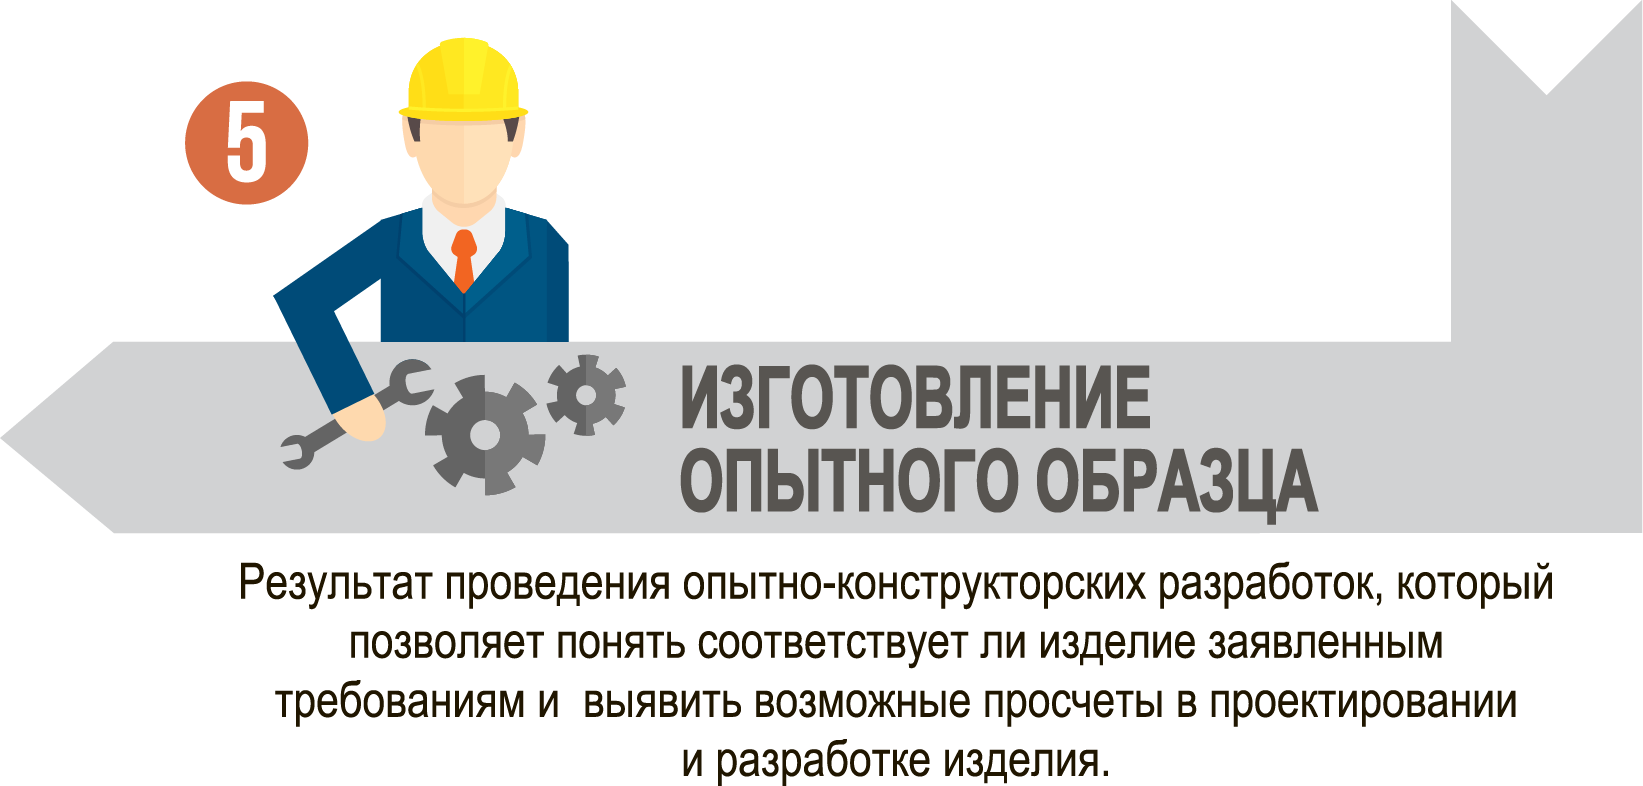 5
ИЗГОТОВЛЕНИЕ
ОПЫТНОГО ОБРАЗЦА
Результат проведения опытно-конструкторских разработок, который
позволяет понять соответствует ли изделие заявленным
требованиям и  выявить возможные просчеты в проектировании
и разработке изделия.